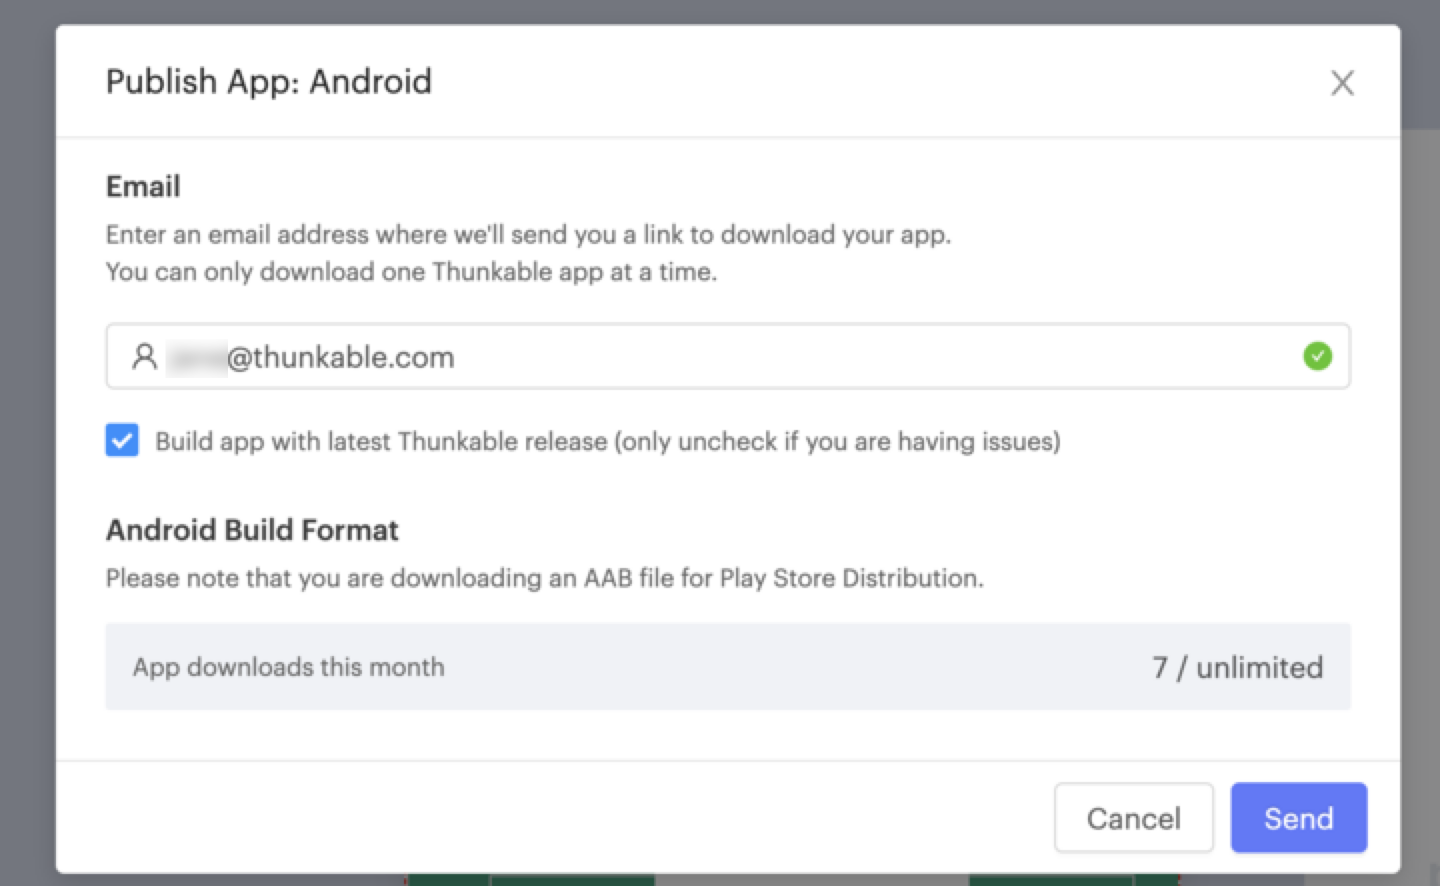 Publish App: Android
Email
Enter an email address where we'll send you a link to download your app.
You can only download one Thunkable app at a time.
@thunkable.com
Build app with latest Thunkable release (only uncheck if you are having issues)
Android Build Format
Please note that you are downloading an AAB file for Play Store Distribution.
App downloads this month 7 / unlimited
Cancel Send